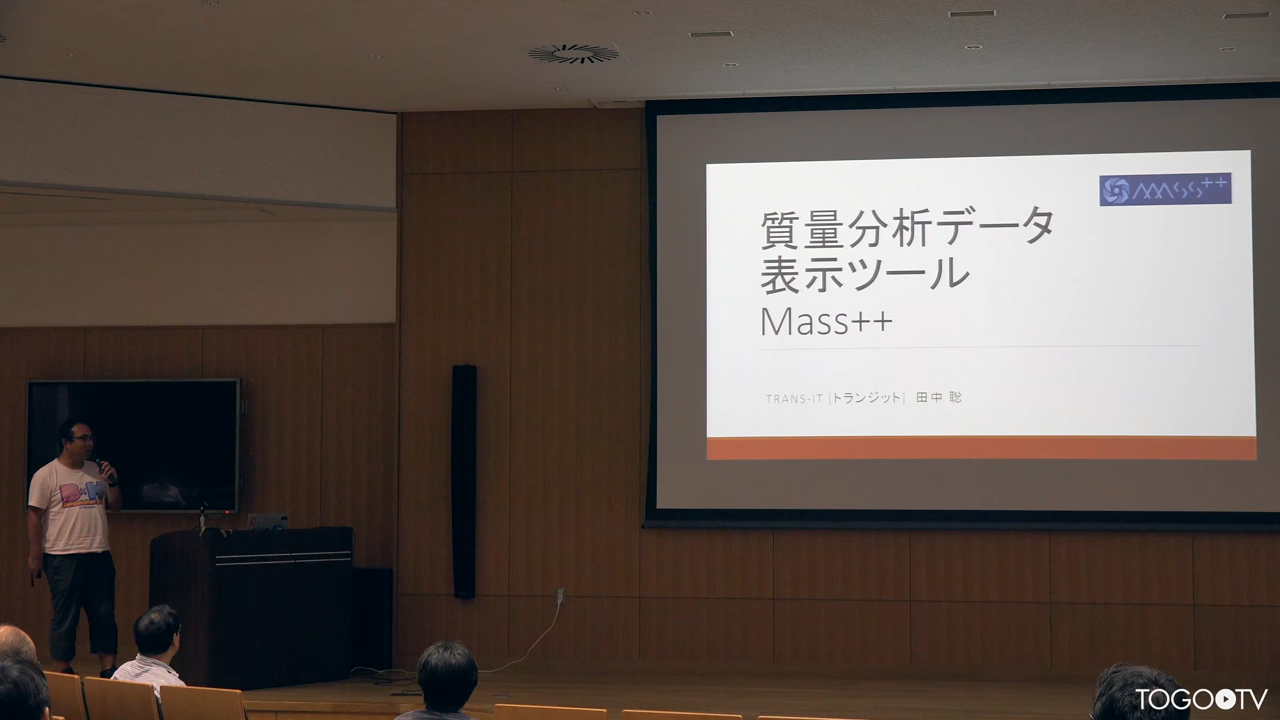 Mass++
質量分析データ
表示ツール
Mass++
TRANS-IT (トランジット) 田中 聡
TOGOTV